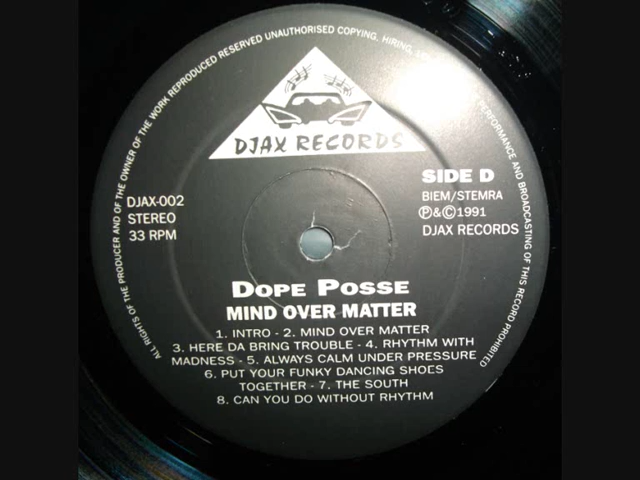 ALL RIGHTS OF THE PRODUCER AND OF THE OWNER OF THE WORK REPRODUCED RESERVED UNAUTHORISED COPYING, HIRING,
PERFORMANCE AND BROADCASTING OF THIS RECORD PROHIBITED
DJAX RECORDS
DJAX-002
STEREO
33 RPM
SIDE D
BIEM/STEMRA
℗&©1991
DJAX RECORDS
DOPE POSSE
MIND OVER MATTER
1. INTRO - 2. MIND OVER MATTER
3. HERE DA BRING TROUBLE - 4. RHYTHM WITH
MADNESS - 5. ALWAYS CALM UNDER PRESSURE
6. PUT YOUR FUNKY DANCING SHOES
TOGETHER - 7. THE SOUTH
8. CAN YOU DO WITHOUT RHYTHM